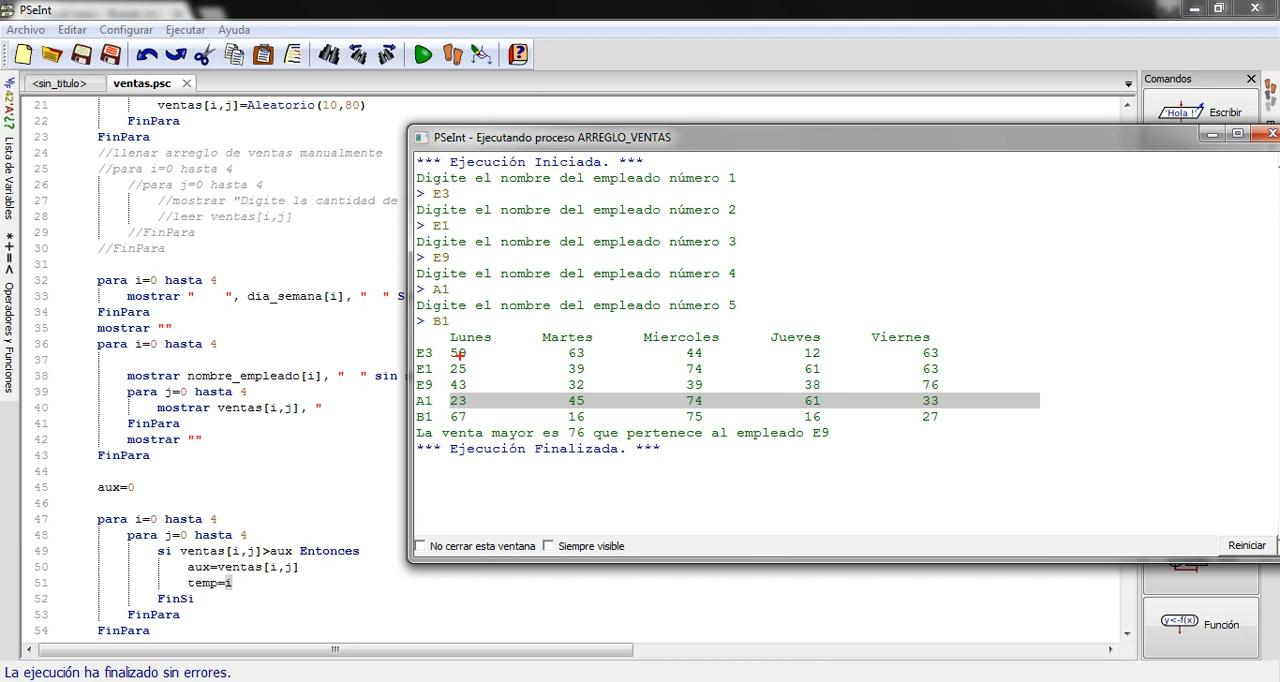 PSeInt
Archivo Editar Configurar Ejecutar Ayuda
<sin_titulo> ventas.psc
Lista de Variables
Operadores y Funciones
21 ventas[i,j]=Aleatorio(10,80)
22 FinPara
23 FinPara
24 //llenar arreglo de ventas manualmente
25 //para i=0 hasta 4
26 //para j=0 hasta 4
27 //mostrar "Digite la cantidad de
28 //leer ventas[i,j]
29 //FinPara
30 //FinPara
31
32 para i=0 hasta 4
33 mostrar " ", dia_semana[i], " " S
34 FinPara
35 mostrar ""
36 para i=0 hasta 4
37
38 mostrar nombre_empleado[i], " " sin
39 para j=0 hasta 4
40 mostrar ventas[i,j], "
41 FinPara
42 mostrar ""
43 FinPara
44
45 aux=0
46
47 para i=0 hasta 4
48 para j=0 hasta 4
49 si ventas[i,j]>aux Entonces
50 aux=ventas[i,j]
51 temp=i
52 FinSi
53 FinPara
54 FinPara
PSeInt - Ejecutando proceso ARREGLO_VENTAS
*** Ejecución Iniciada. ***
Digite el nombre del empleado número 1
> E3
Digite el nombre del empleado número 2
> E1
Digite el nombre del empleado número 3
> E9
Digite el nombre del empleado número 4
> A1
Digite el nombre del empleado número 5
> B1
Lunes Martes Miercoles Jueves Viernes
E3 63 44 12 63
E1 25 39 74 61 63
E9 43 32 39 38 76
A1 23 45 74 61 33
B1 67 16 75 16 27
La venta mayor es 76 que pertenece al empleado E9
*** Ejecución Finalizada. ***
No cerrar esta ventana Siempre visible Reiniciar
Comandos
'Hola !' Escribir
y<-f(x) Función
La ejecución ha finalizado sin errores.